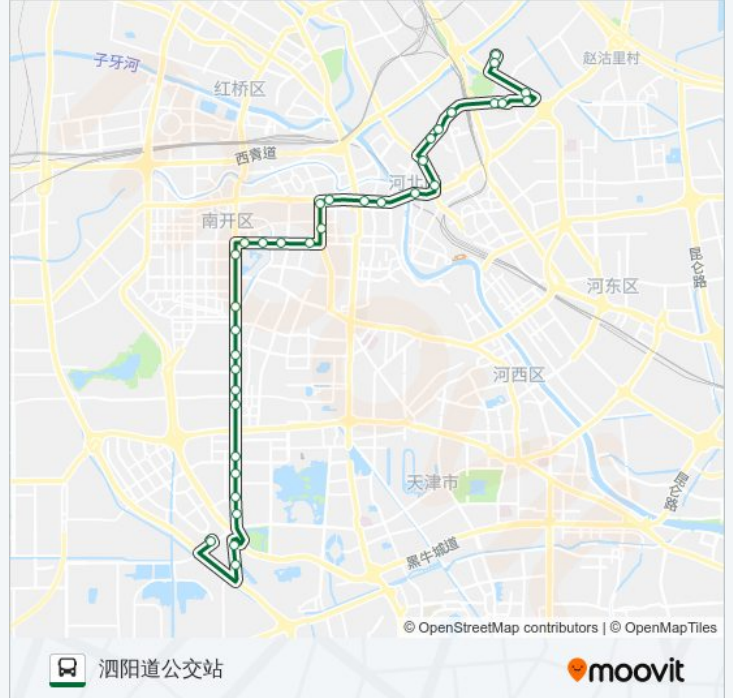 子牙河
红桥区
赵沽里村
西青道
河北
南开区
昆仑路
河东区
河西区
天津市
昆仑路
黑牛城道
© OpenStreetMap contributors | © OpenMapTiles
泗阳道公交站
moovit